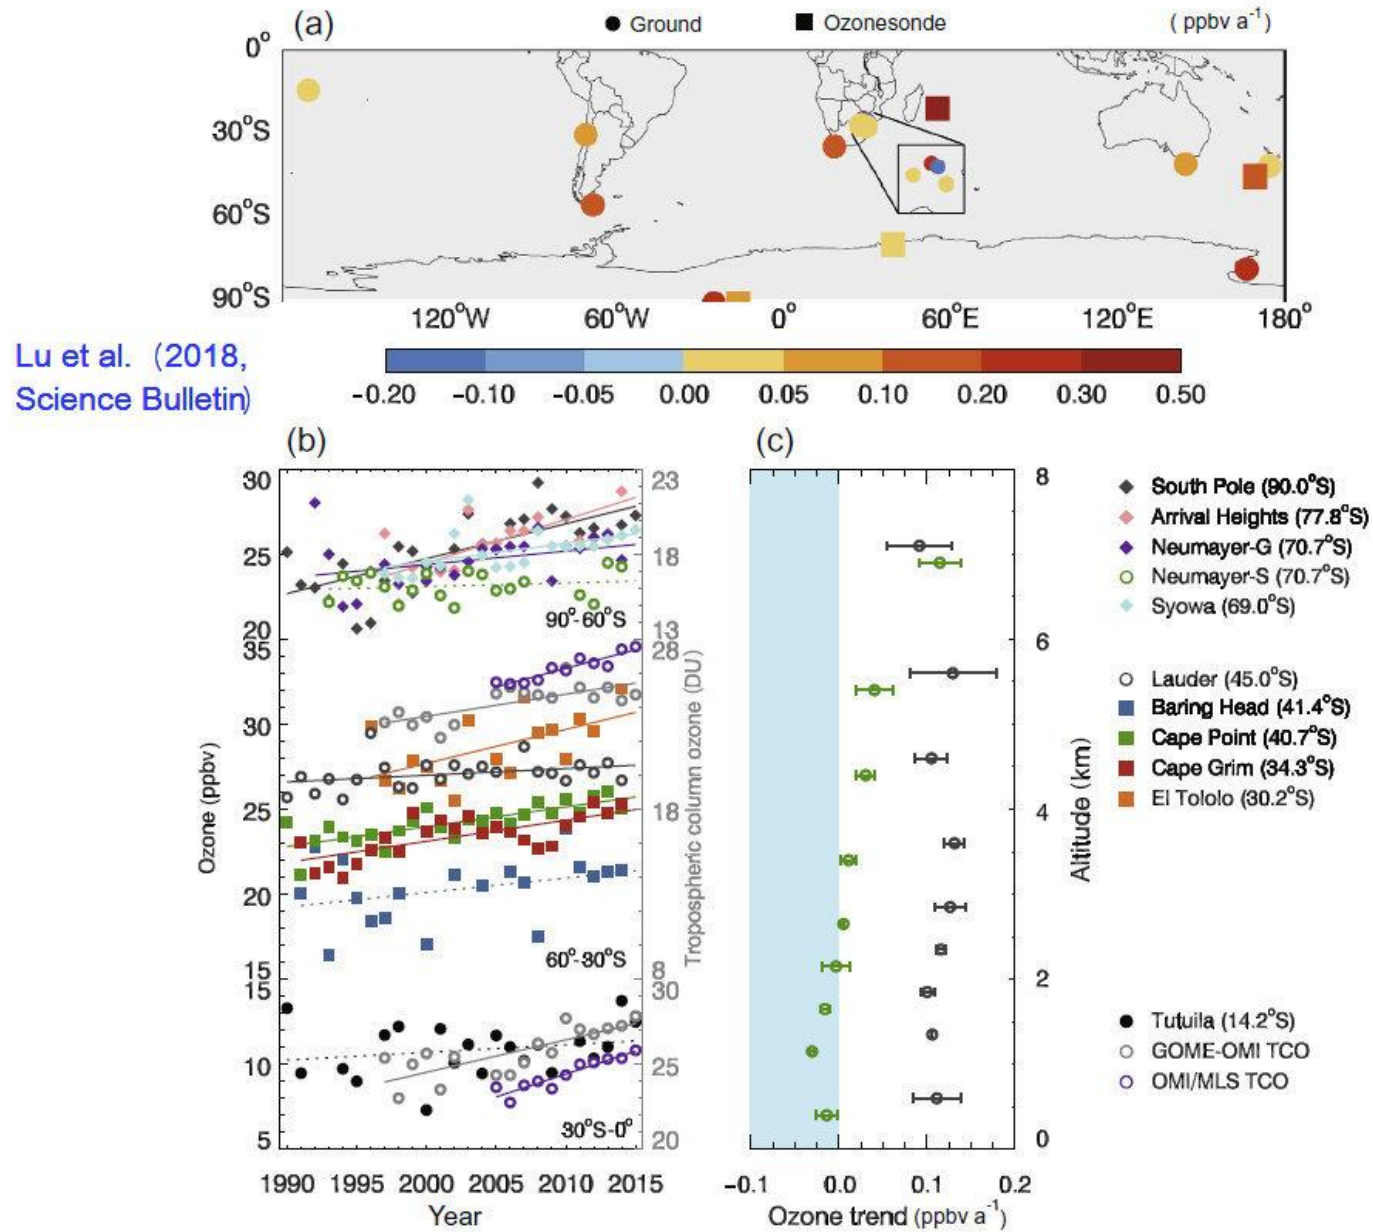 (a)
Ground
Ozonesonde
( ppbv a⁻¹)
0°
30°S
60°S
90°S
120°W 60°W 0° 60°E 120°E 180°
Lu et al. (2018,
Science Bulletin)
-0.20 -0.10 -0.05 0.00 0.05 0.10 0.20 0.30 0.50
(b)
Ozone (ppbv)
30
25
20
35
30
25
20
15
15
10
5
23
18
13
28
18
8
30
25
20
Tropospheric column ozone (DU)
90°-60°S
60°-30°S
30°S-0°
1990 1995 2000 2005 2010 2015
Year
(c)
8
6
4
2
0
Altitude (km)
-0.1 0.0 0.1 0.2
Ozone trend (ppbv a⁻¹)
South Pole (90.0°S)
Arrival Heights (77.8°S)
Neumayer-G (70.7°S)
Neumayer-S (70.7°S)
Syowa (69.0°S)
Lauder (45.0°S)
Baring Head (41.4°S)
Cape Point (40.7°S)
Cape Grim (34.3°S)
El Tololo (30.2°S)
Tutuila (14.2°S)
GOME-OMI TCO
OMI/MLS TCO